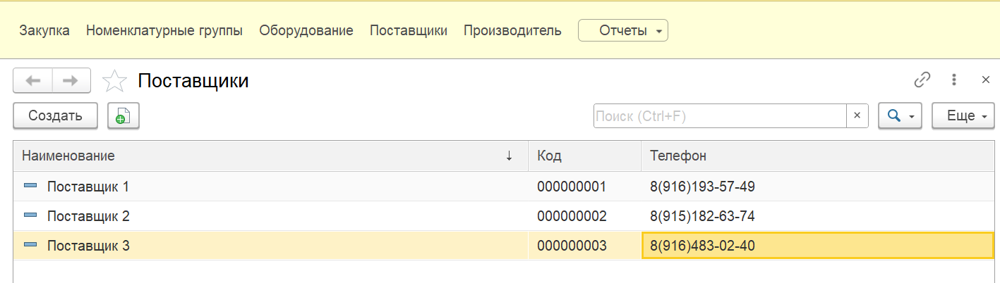 Закупка Номенклатурные группы Оборудование Поставщики Производитель Отчеты
Поставщики
Создать Поиск (Ctrl+F) Еще
Наименование Код Телефон
Поставщик 1 000000001 8(916)193-57-49
Поставщик 2 000000002 8(915)182-63-74
Поставщик 3 000000003 8(916)483-02-40